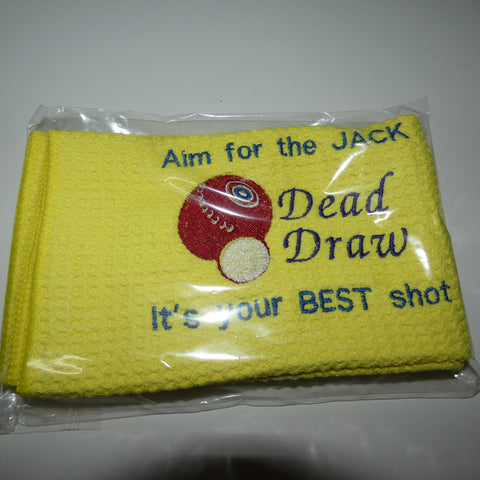 Aim for the JACK
Dead
Draw
It's your BEST shot